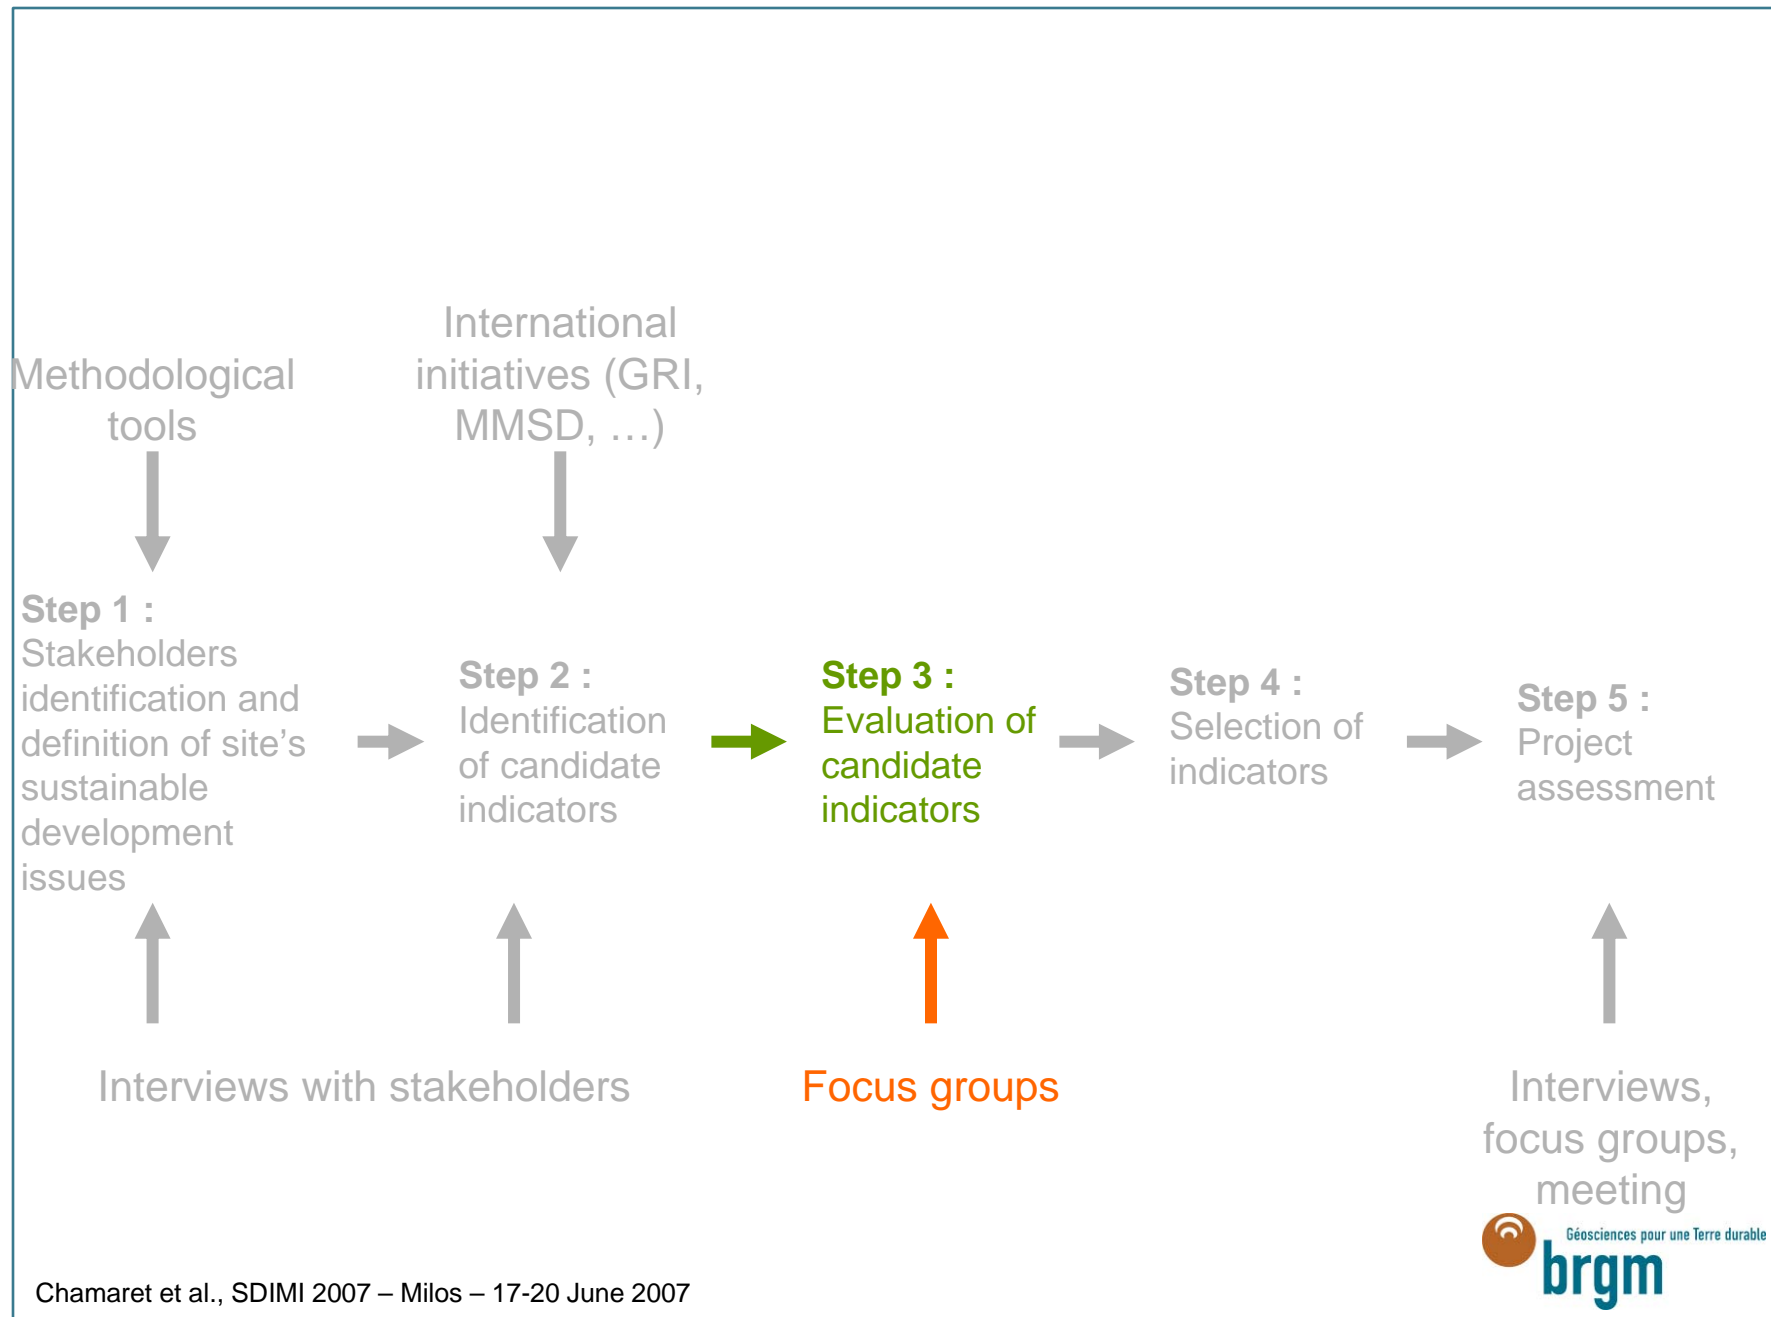 Methodological
tools
International
initiatives (GRI,
MMSD, …)
Step 1 :
Stakeholders
identification and
definition of site's
sustainable
development
issues
Step 2 :
Identification
of candidate
indicators
Step 3 :
Evaluation of
candidate
indicators
Step 4 :
Selection of
indicators
Step 5 :
Project
assessment
Interviews with stakeholders
Focus groups
Interviews,
focus groups,
meeting
Géosciences pour une Terre durable
brgm
Chamaret et al., SDIMI 2007 – Milos – 17-20 June 2007